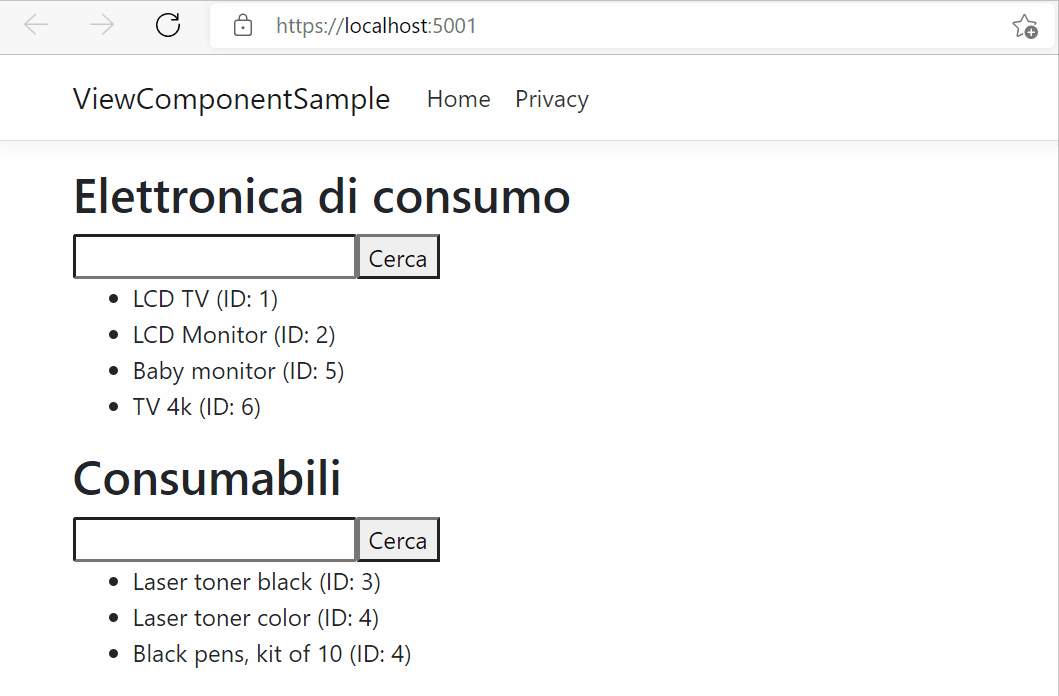 https://localhost:5001
ViewComponentSample Home Privacy
Elettronica di consumo
Cerca
LCD TV (ID: 1)
LCD Monitor (ID: 2)
Baby monitor (ID: 5)
TV 4k (ID: 6)
Consumabili
Cerca
Laser toner black (ID: 3)
Laser toner color (ID: 4)
Black pens, kit of 10 (ID: 4)